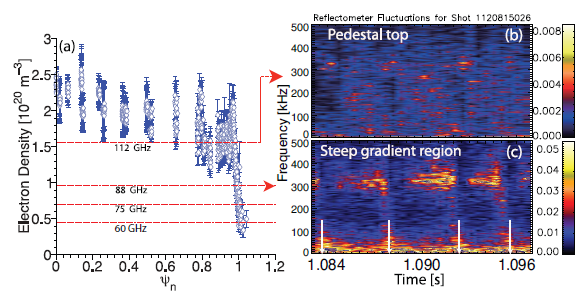 Reflectometer Fluctuations for Shot 1120815026
(a)
Electron Density [10^20 m^-3]
3
2.5
2
1.5
1
0.5
0
112 GHz
88 GHz
75 GHz
60 GHz
0 0.2 0.4 0.6 0.8 1 1.2
ψn
Pedestal top (b)
Frequency [kHz]
500
400
300
200
100
0
0.008
0.006
0.004
0.002
0.000
Steep gradient region (c)
500
400
300
200
100
0
0.05
0.04
0.03
0.02
0.01
0.00
1.084 1.090 1.096
Time [s]